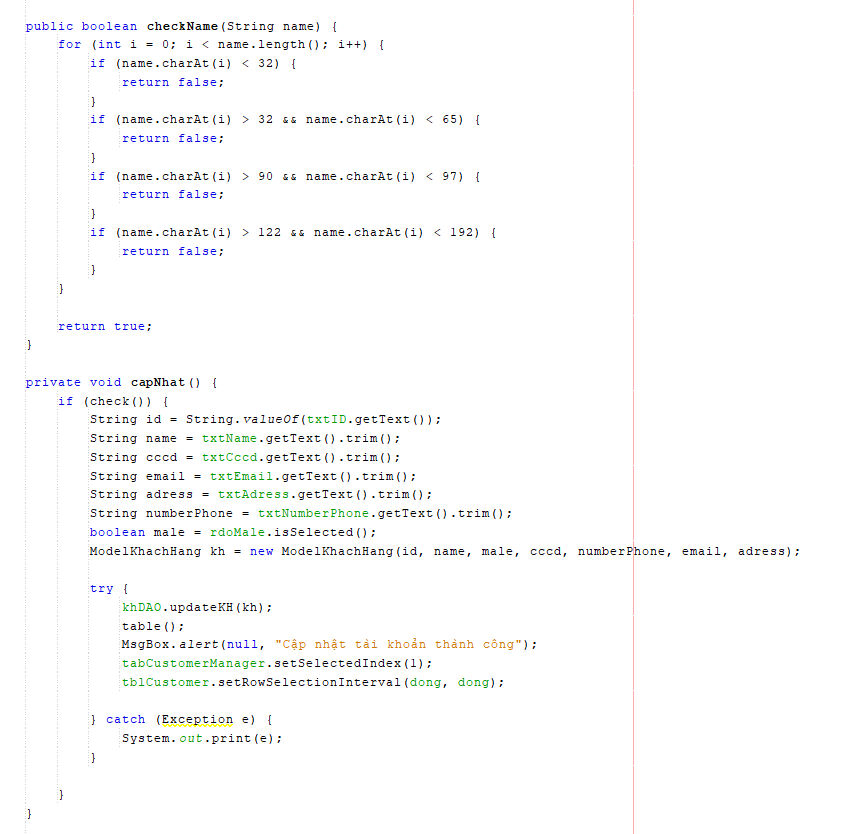 public boolean checkName(String name) {
    for (int i = 0; i < name.length(); i++) {
        if (name.charAt(i) < 32) {
            return false;
        }
        if (name.charAt(i) > 32 && name.charAt(i) < 65) {
            return false;
        }
        if (name.charAt(i) > 90 && name.charAt(i) < 97) {
            return false;
        }
        if (name.charAt(i) > 122 && name.charAt(i) < 192) {
            return false;
        }
    }

    return true;
}

private void capNhat() {
    if (check()) {
        String id = String.valueOf(txtID.getText());
        String name = txtName.getText().trim();
        String cccd = txtCccd.getText().trim();
        String email = txtEmail.getText().trim();
        String adress = txtAdress.getText().trim();
        String numberPhone = txtNumberPhone.getText().trim();
        boolean male = rdoMale.isSelected();
        ModelKhachHang kh = new ModelKhachHang(id, name, male, cccd, numberPhone, email, adress);

        try {
            khDAO.updateKH(kh);
            table();
            MsgBox.alert(null, "Cập nhật tài khoản thành công");
            tabCustomerManager.setSelectedIndex(1);
            tblCustomer.setRowSelectionInterval(dong, dong);

        } catch (Exception e) {
            System.out.print(e);
        }

    }
}